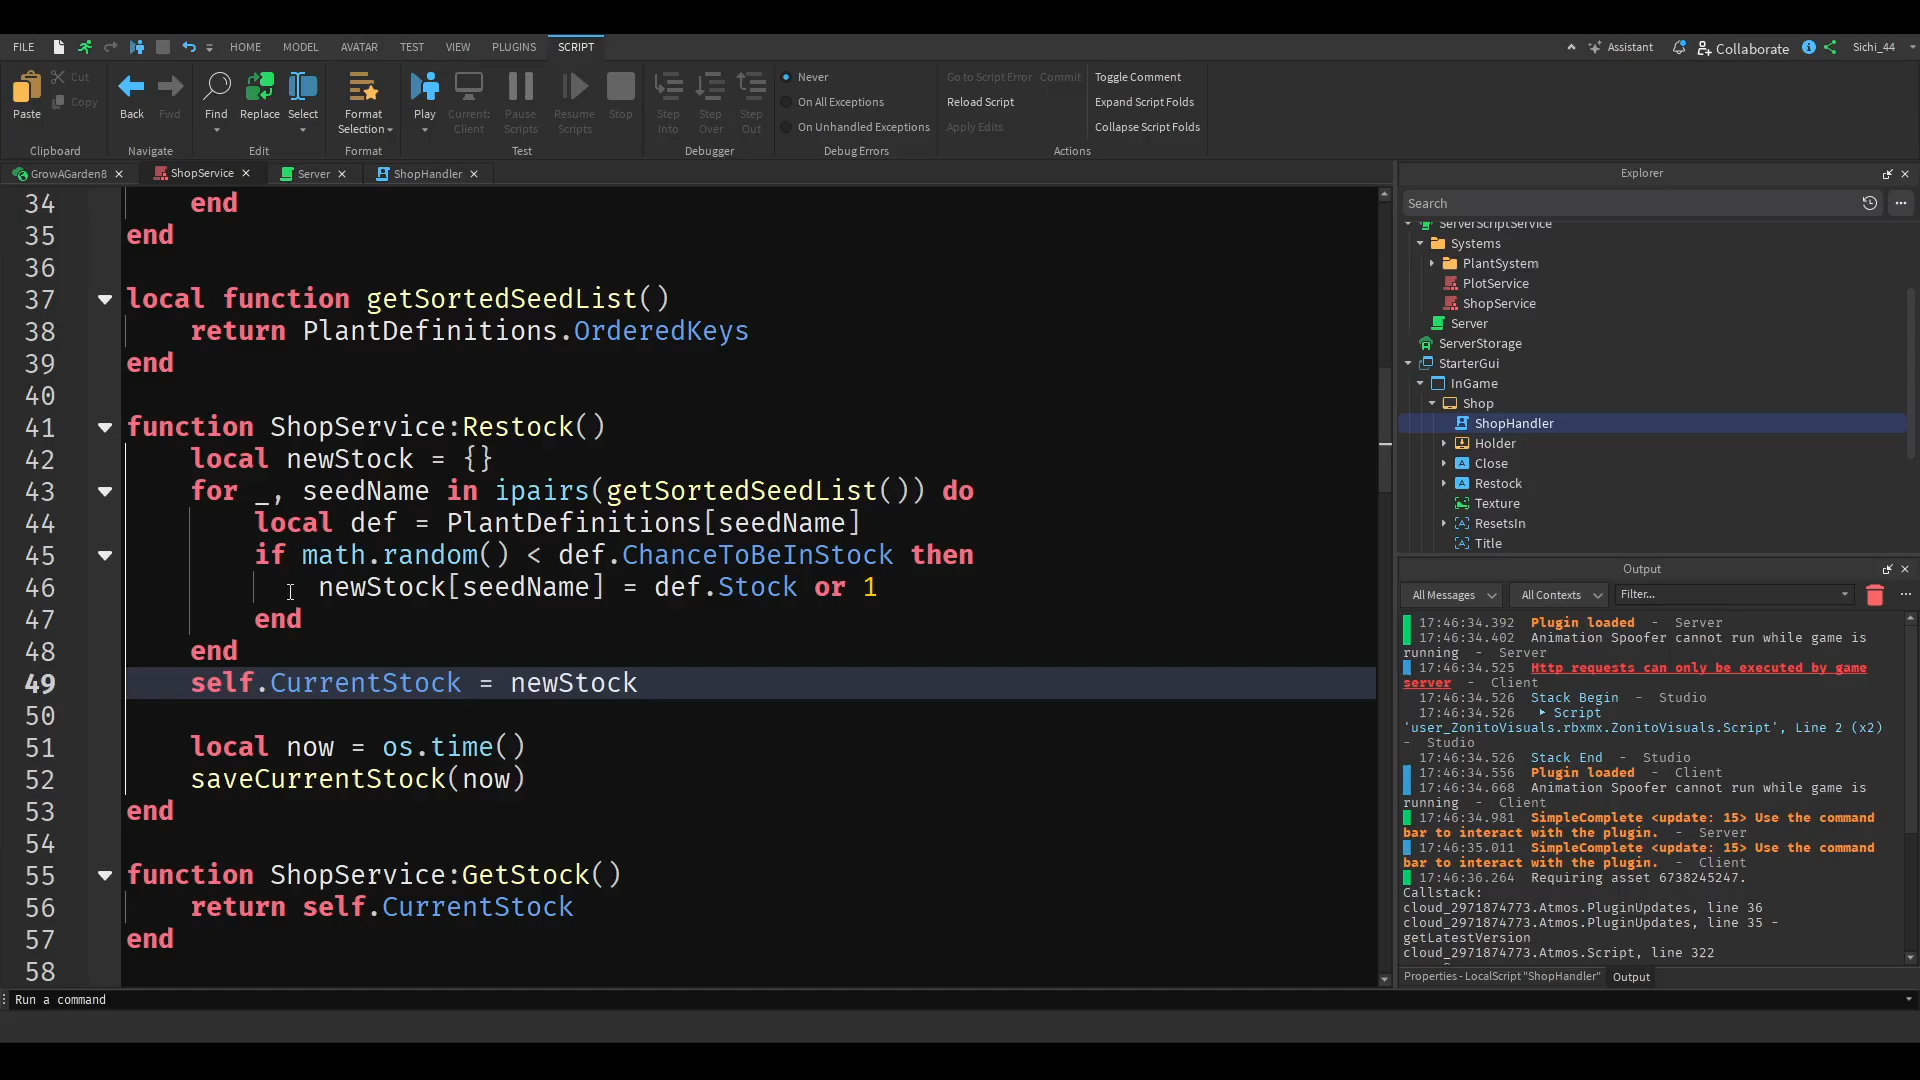 FILE HOME MODEL AVATAR TEST VIEW PLUGINS SCRIPT Assistant Collaborate Sichi_44
Paste Cut Copy Back Fwd Find Replace Select Format Selection Play Current: Client Pause Scripts Resume Scripts Stop Step Into Step Over Step Out
Never Go to Script Error Commit Toggle Comment
On All Exceptions Reload Script Expand Script Folds
On Unhandled Exceptions Apply Edits Collapse Script Folds
Clipboard Navigate Edit Format Test Debugger Debug Errors Actions
GrowAGarden8 ShopService Server ShopHandler
34 end
35 end
36
37 local function getSortedSeedList()
38 return PlantDefinitions.OrderedKeys
39 end
40
41 function ShopService:Restock()
42 local newStock = {}
43 for _, seedName in ipairs(getSortedSeedList()) do
44 local def = PlantDefinitions[seedName]
45 if math.random() < def.ChanceToBeInStock then
46 newStock[seedName] = def.Stock or 1
47 end
48 end
49 self.CurrentStock = newStock
50
51 local now = os.time()
52 saveCurrentStock(now)
53 end
54
55 function ShopService:GetStock()
56 return self.CurrentStock
57 end
58
Explorer
Search
ServerScriptService
Systems
PlantSystem
PlotService
ShopService
Server
ServerStorage
StarterGui
InGame
Shop
ShopHandler
Holder
Close
Restock
Texture
ResetsIn
Title
Output
All Messages All Contexts Filter...
17:46:34.392 Plugin loaded - Server
17:46:34.402 Animation Spoofer cannot run while game is
running - Server
17:46:34.525 Http requests can only be executed by game
server - Client
17:46:34.526 Stack Begin - Studio
17:46:34.526 Script
'user_ZonitoVisuals.rbxmx.ZonitoVisuals.Script', Line 2 (x2)
- Studio
17:46:34.526 Stack End - Studio
17:46:34.556 Plugin loaded - Client
17:46:34.668 Animation Spoofer cannot run while game is
running - Client
17:46:34.981 SimpleComplete <update: 15> Use the command
bar to interact with the plugin. - Server
17:46:35.011 SimpleComplete <update: 15> Use the command
bar to interact with the plugin. - Client
17:46:36.264 Requiring asset 6738245247.
Callstack:
cloud_2971874773.Atmos.PluginUpdates, line 36
cloud_2971874773.Atmos.PluginUpdates, line 35 -
getLatestVersion
cloud_2971874773.Atmos.Script, line 322
Properties - LocalScript "ShopHandler" Output
Run a command